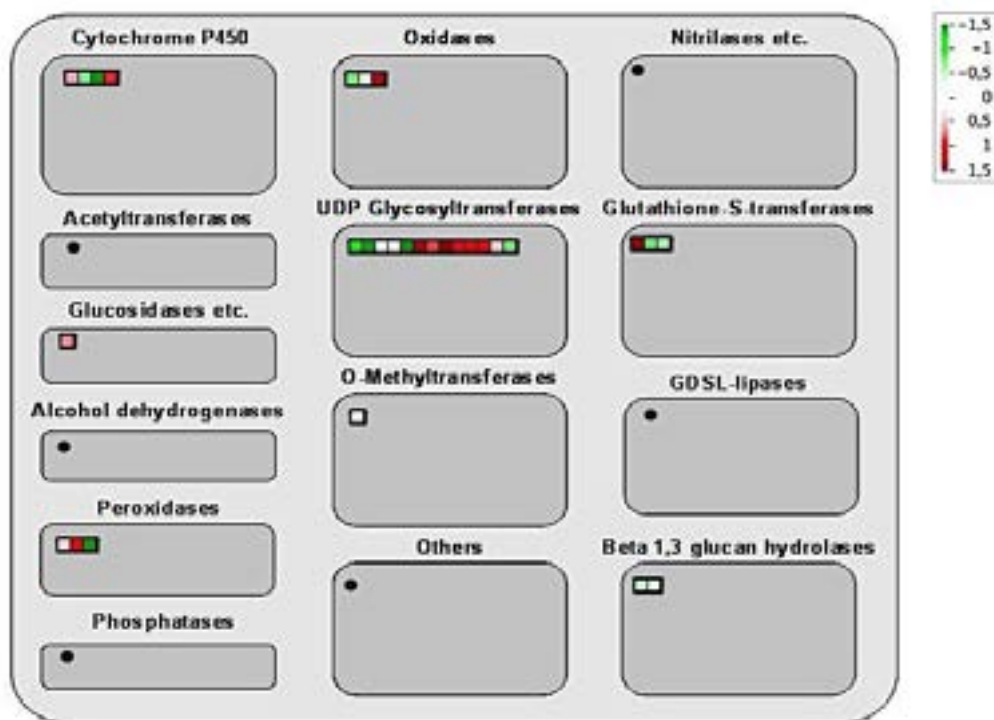 Cytochrome P450
Oxidases
Nitrilases etc.
Acetyltransferases
UDP Glycosyltransferases
Glutathione-S-transferases
Glucosidases etc.
O-Methyltransferases
GDSL-lipases
Alcohol dehydrogenases
Peroxidases
Others
Beta 1,3 glucan hydrolases
Phosphatases
-1,5
-1
-0,5
0
0,5
1
1,5